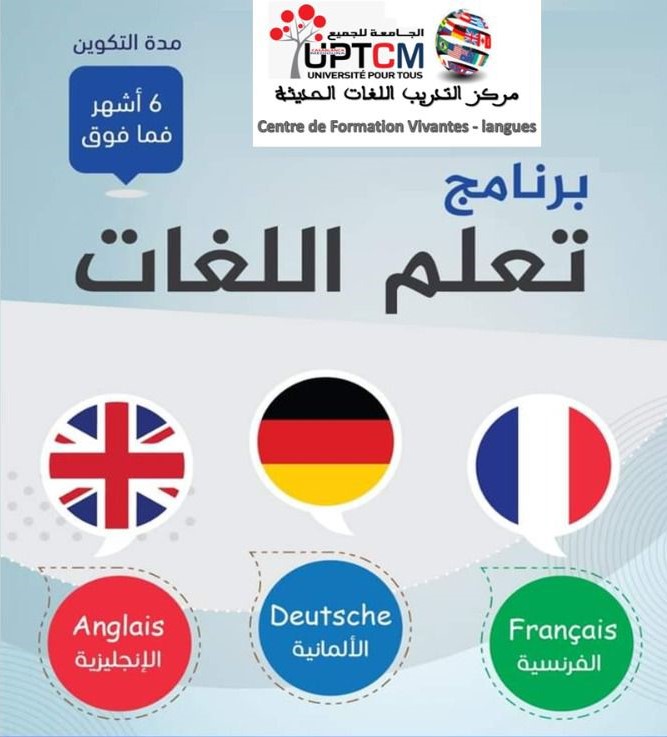 الجامعة للجميع
UPTCM
UNIVERSITÉ POUR TOUS
مركز التدريب اللغات الحديثة
Centre de Formation Vivantes - langues
مدة التكوين
6 أشهر
فما فوق
برنامج
تعلم اللغات
Anglais
الإنجليزية
Deutsche
الألمانية
Français
الفرنسية